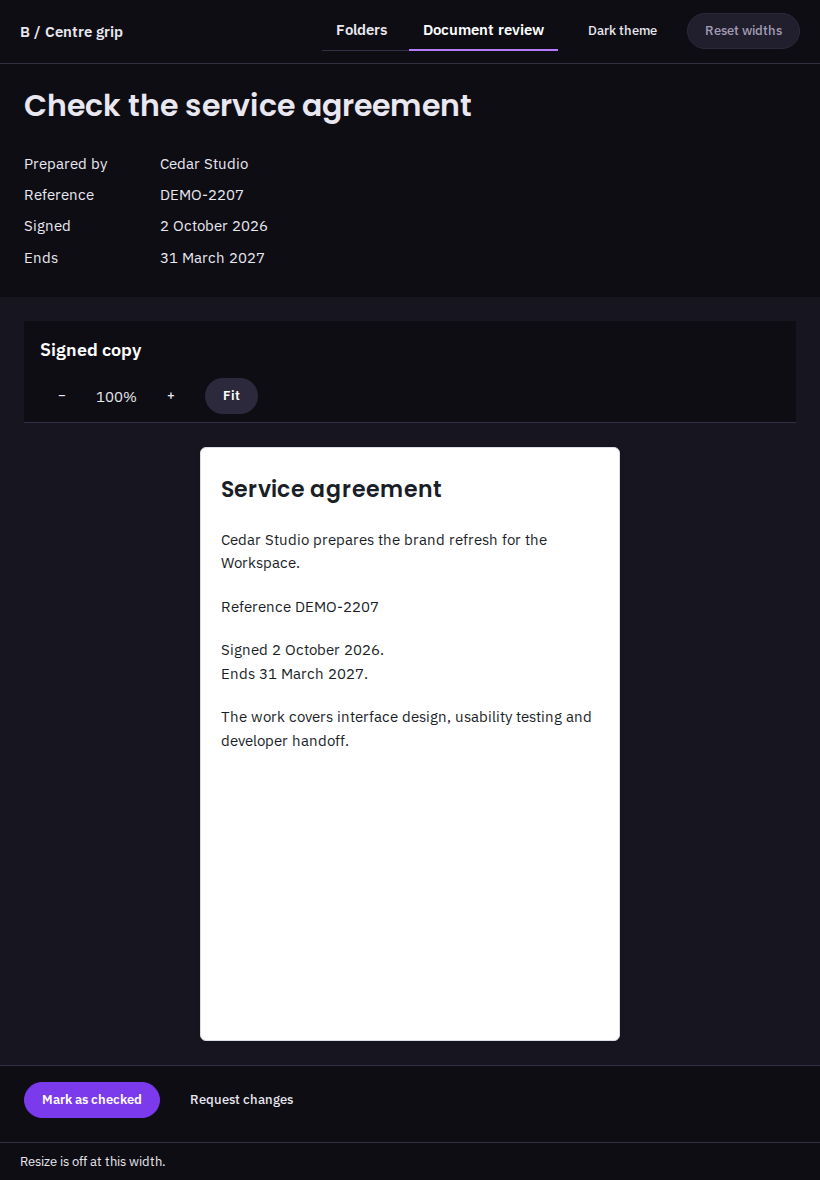 B / Centre grip
Folders
Document review
Dark theme
Reset widths
Check the service agreement
Prepared by Cedar Studio
Reference DEMO-2207
Signed 2 October 2026
Ends 31 March 2027
Signed copy
− 100% + Fit
Service agreement
Cedar Studio prepares the brand refresh for the
Workspace.
Reference DEMO-2207
Signed 2 October 2026.
Ends 31 March 2027.
The work covers interface design, usability testing and
developer handoff.
Mark as checked
Request changes
Resize is off at this width.